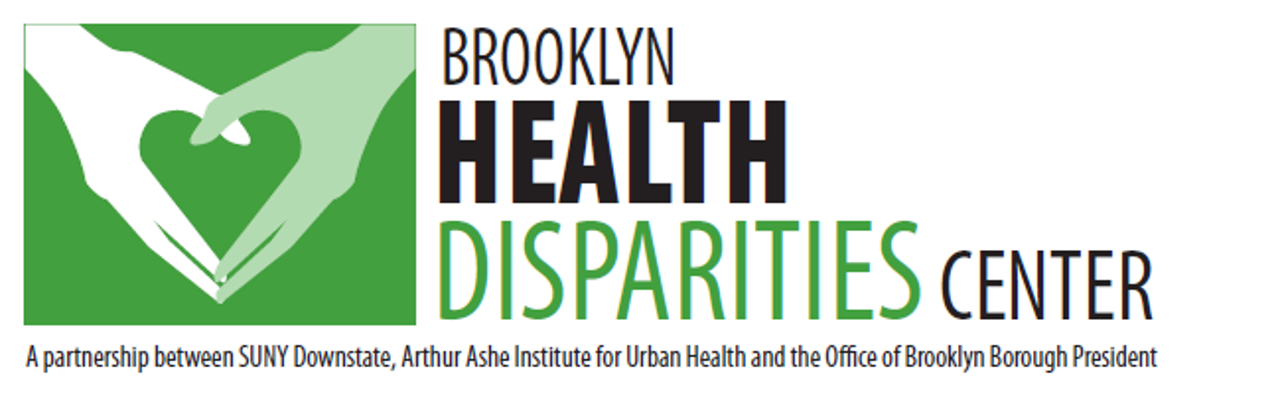 BROOKLYN
HEALTH
DISPARITIES CENTER
A partnership between SUNY Downstate, Arthur Ashe Institute for Urban Health and the Office of Brooklyn Borough President